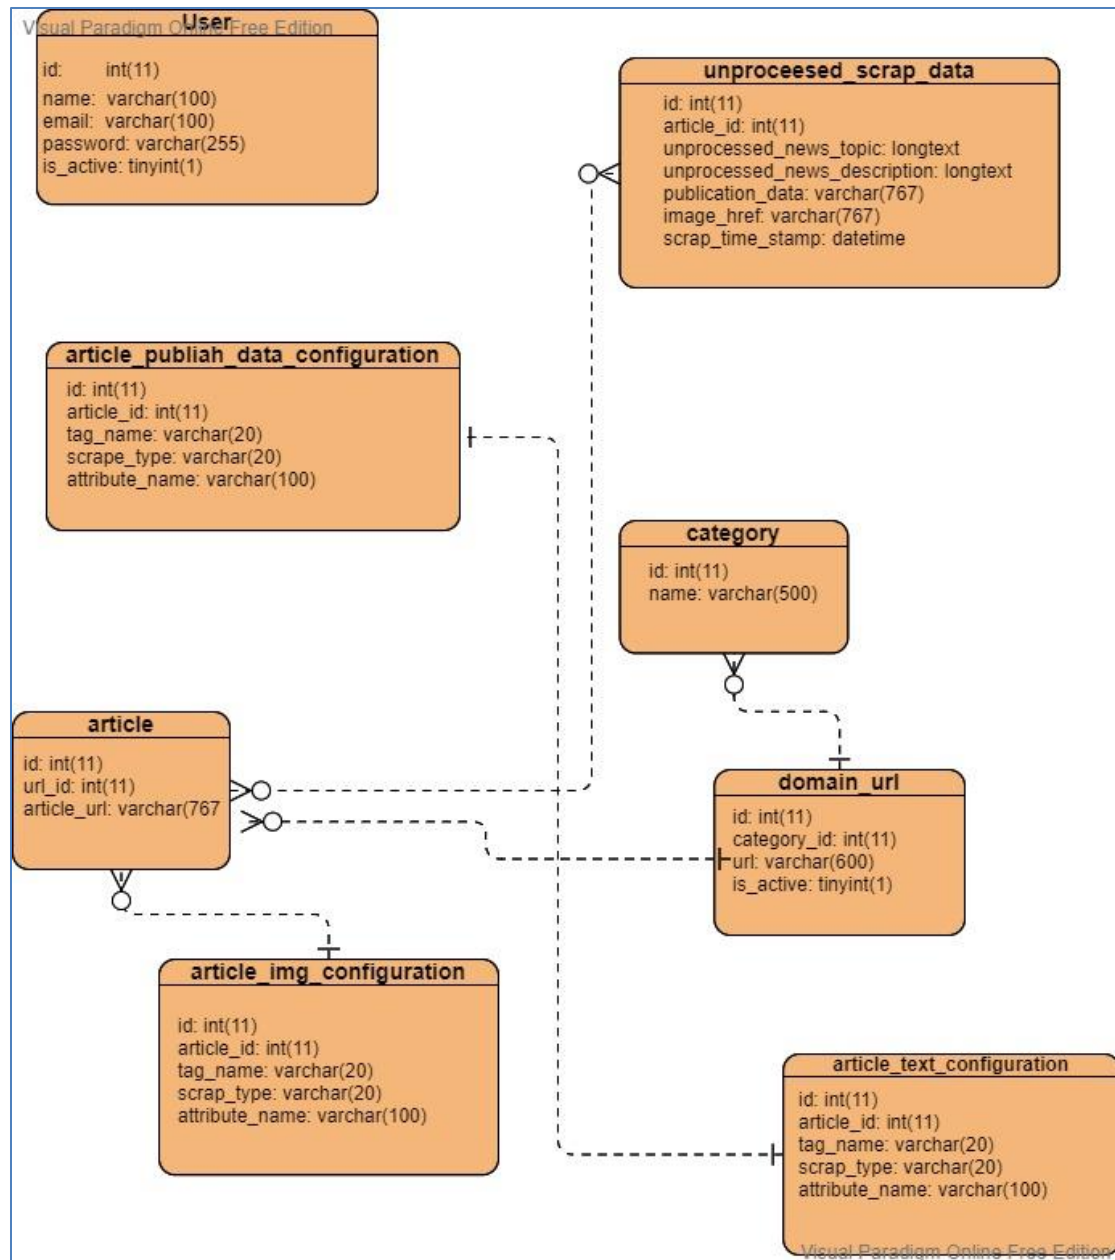 Visual Paradigm Online Free Edition
User
id: int(11)
name: varchar(100)
email: varchar(100)
password: varchar(255)
is_active: tinyint(1)
unproceesed_scrap_data
id: int(11)
article_id: int(11)
unprocessed_news_topic: longtext
unprocessed_news_description: longtext
publication_data: varchar(767)
image_href: varchar(767)
scrap_time_stamp: datetime
article_publiah_data_configuration
id: int(11)
article_id: int(11)
tag_name: varchar(20)
scrape_type: varchar(20)
attribute_name: varchar(100)
category
id: int(11)
name: varchar(500)
article
id: int(11)
url_id: int(11)
article_url: varchar(767
domain_url
id: int(11)
category_id: int(11)
url: varchar(600)
is_active: tinyint(1)
article_img_configuration
id: int(11)
article_id: int(11)
tag_name: varchar(20)
scrap_type: varchar(20)
attribute_name: varchar(100)
article_text_configuration
id: int(11)
article_id: int(11)
tag_name: varchar(20)
scrap_type: varchar(20)
attribute_name: varchar(100)
Visual Paradigm Online Free Edition